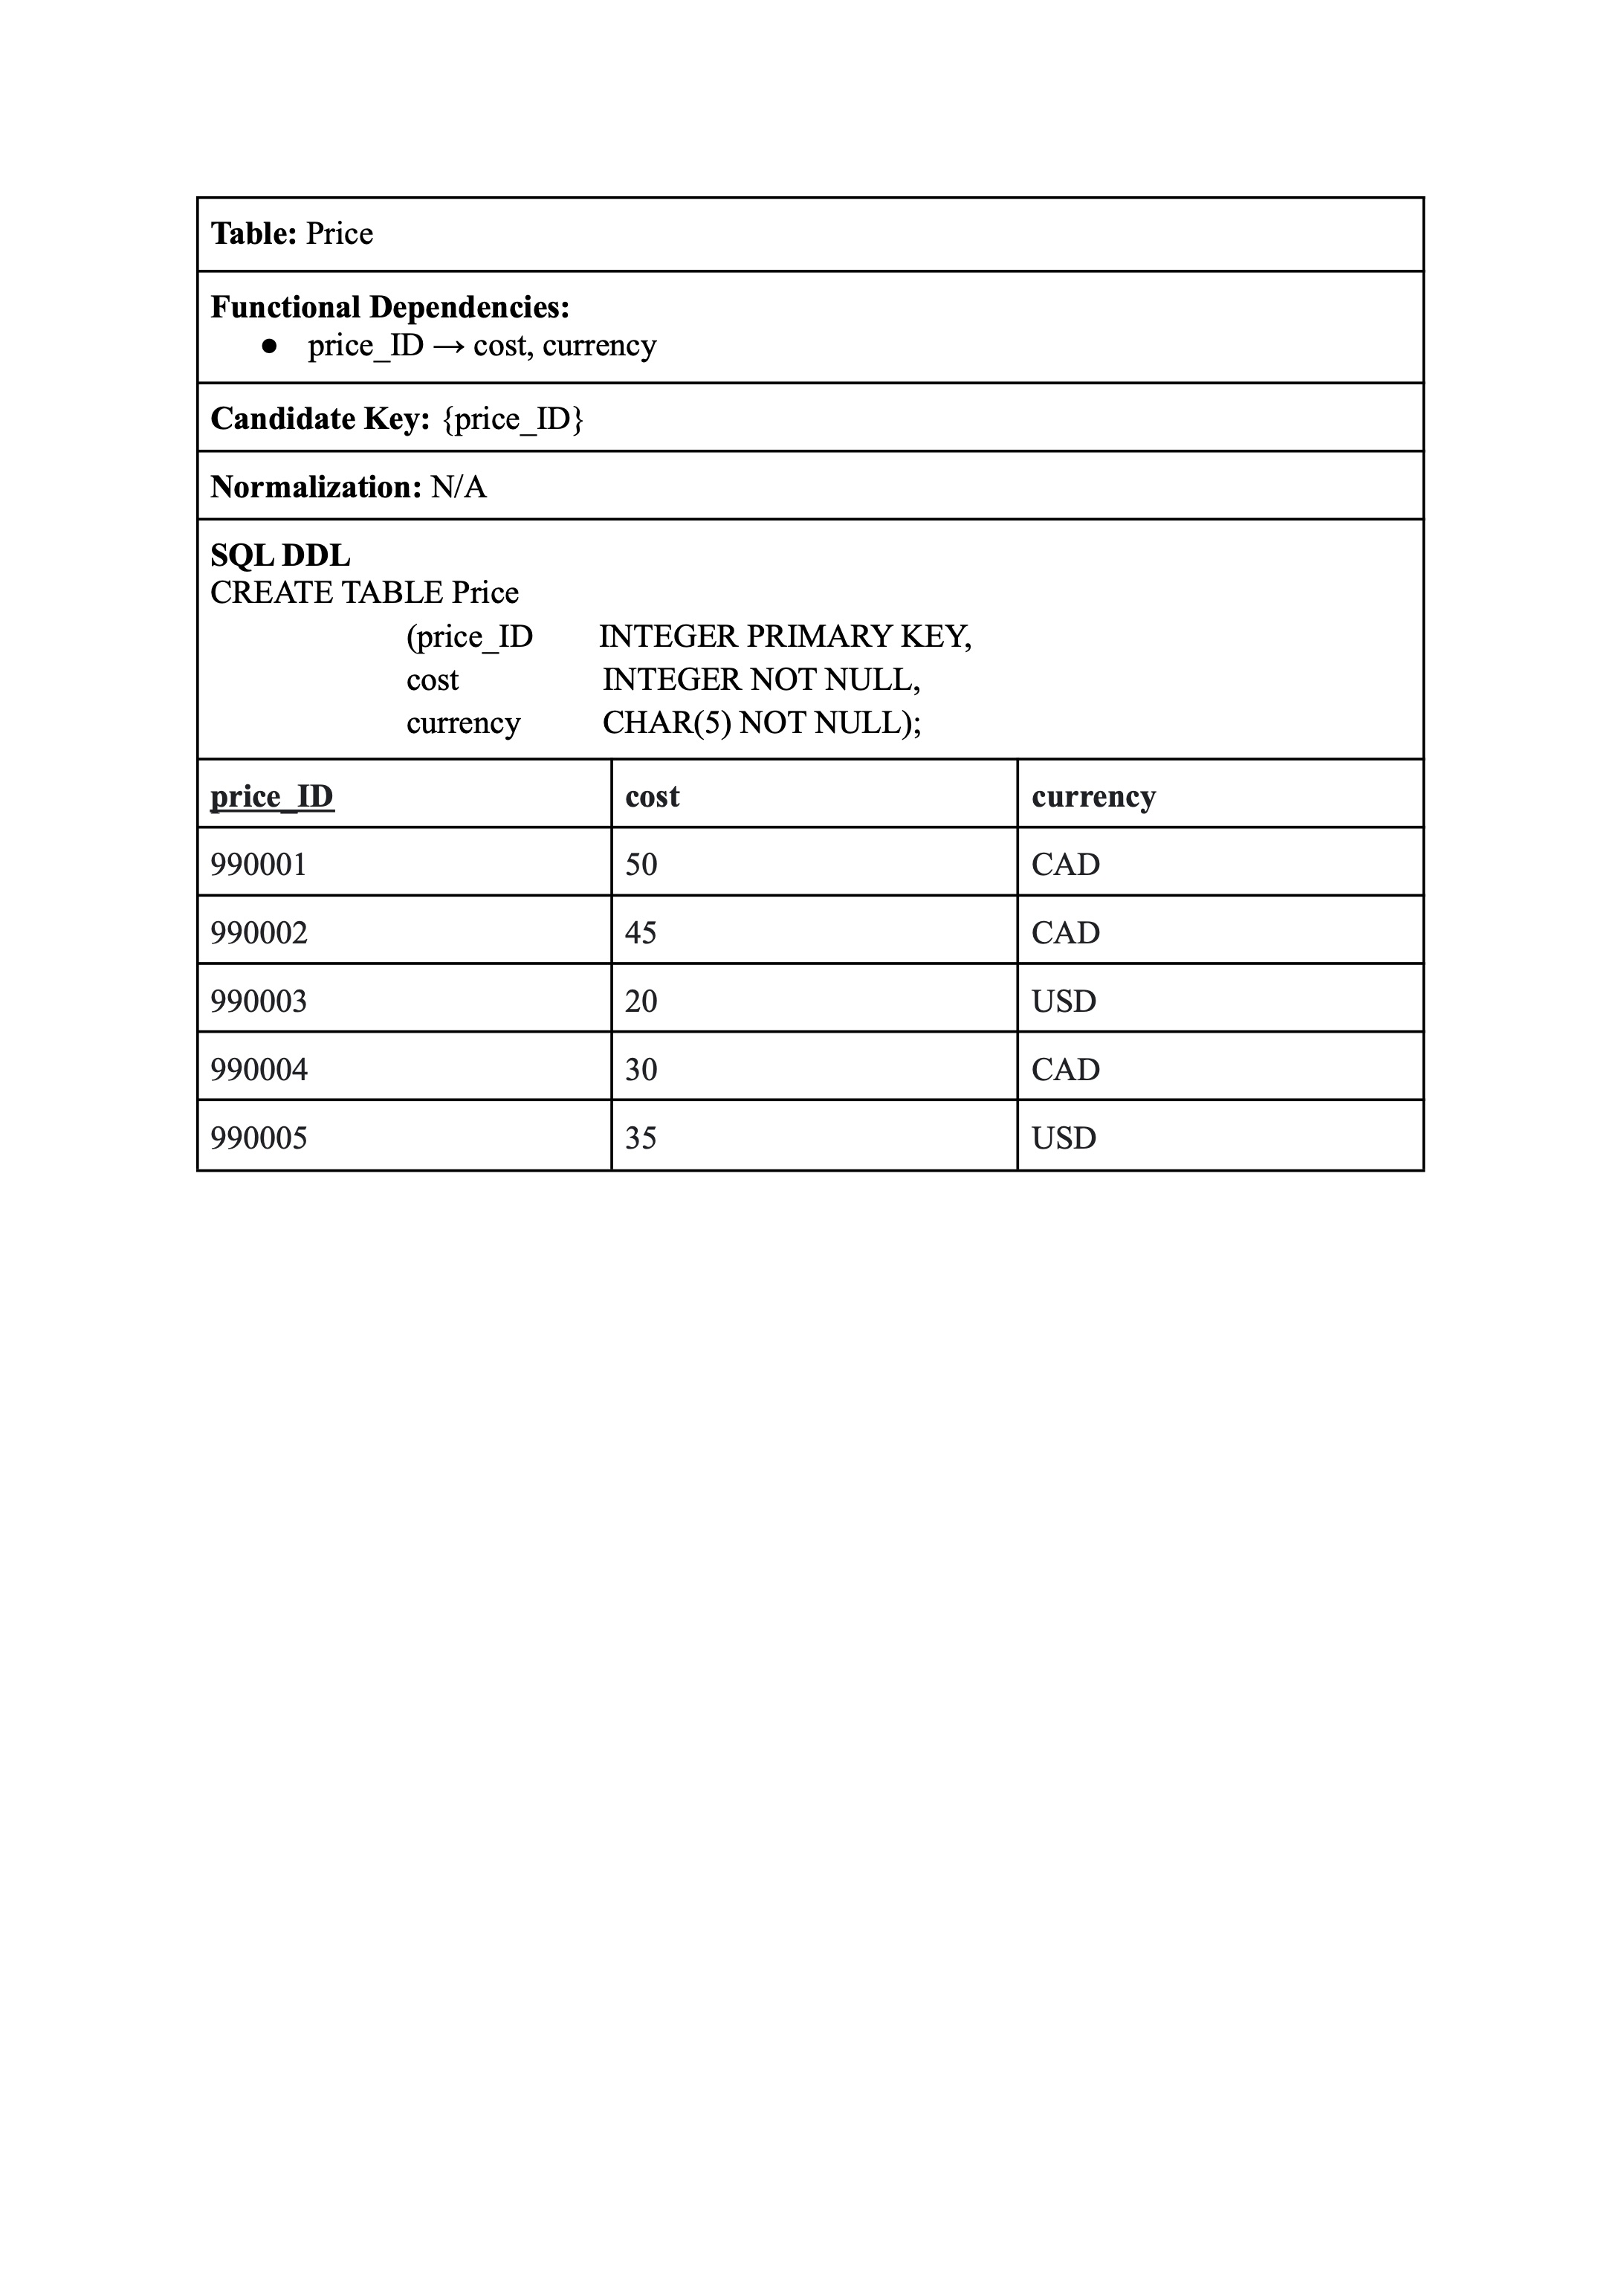 Table: Price
Functional Dependencies:
● price_ID → cost, currency
Candidate Key: {price_ID}
Normalization: N/A
SQL DDL
CREATE TABLE Price
(price_ID INTEGER PRIMARY KEY,
cost INTEGER NOT NULL,
currency CHAR(5) NOT NULL);
price_ID cost currency
990001 50 CAD
990002 45 CAD
990003 20 USD
990004 30 CAD
990005 35 USD